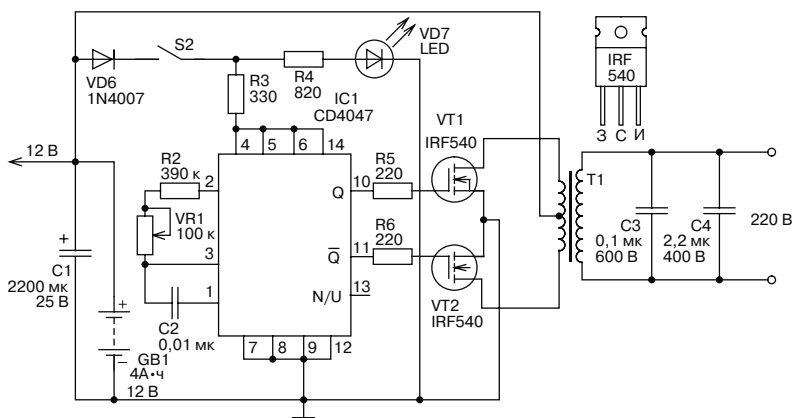 VD6
1N4007
S2
R3
330
R4
820
VD7
LED
IC1
CD4047
4 5 6 14
VT1
IRF540
IRF
540
З С И
12 В
R2
390 к
2
VR1
100 к
3
1
C2
0,01 мк
Q 10
R5
220
Q̅ 11
R6
220
N/U 13
7 8 9 12
VT2
IRF540
T1
C3
0,1 мк
600 В
C4
2,2 мк
400 В
220 В
+
C1
2200 мк
25 В
+
−
GB1
4А•ч
12 В